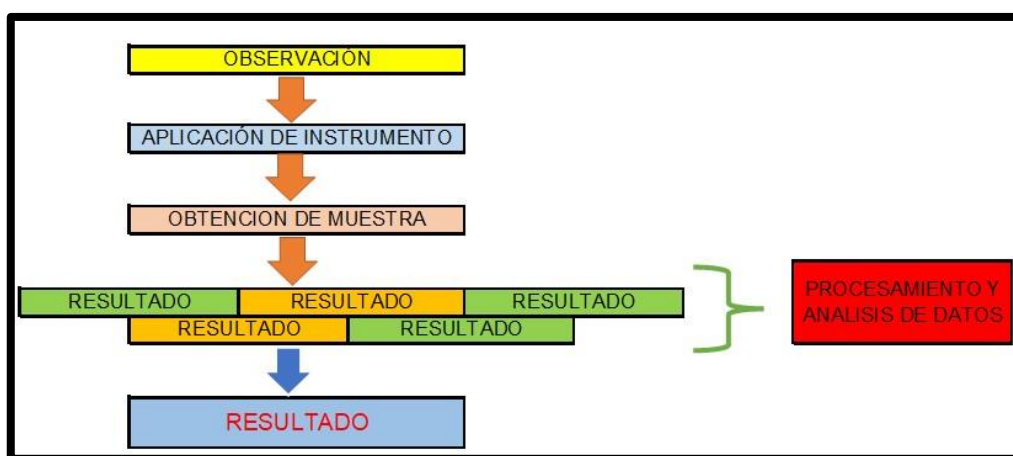 OBSERVACIÓN
APLICACIÓN DE INSTRUMENTO
OBTENCION DE MUESTRA
RESULTADO RESULTADO RESULTADO
RESULTADO RESULTADO
PROCESAMIENTO Y
ANALISIS DE DATOS
RESULTADO